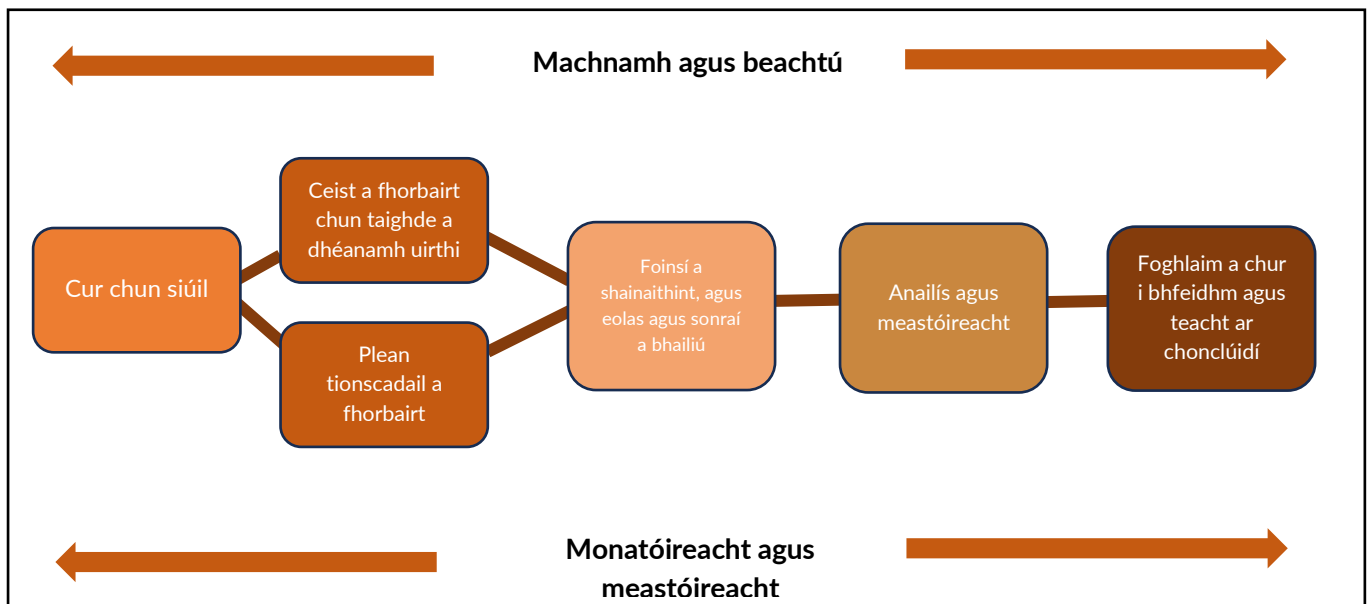 Machnamh agus beachtú
Ceist a fhorbairt
chun taighde a
dhéanamh uirthi
Cur chun siúil
Plean
tionscadail a
fhorbairt
Foinsí a
shainaithint, agus
eolas agus sonraí
a bhailiú
Anailís agus
meastóireacht
Foghlaim a chur
i bhfeidhm agus
teacht ar
chonclúidí
Monatóireacht agus
meastóireacht